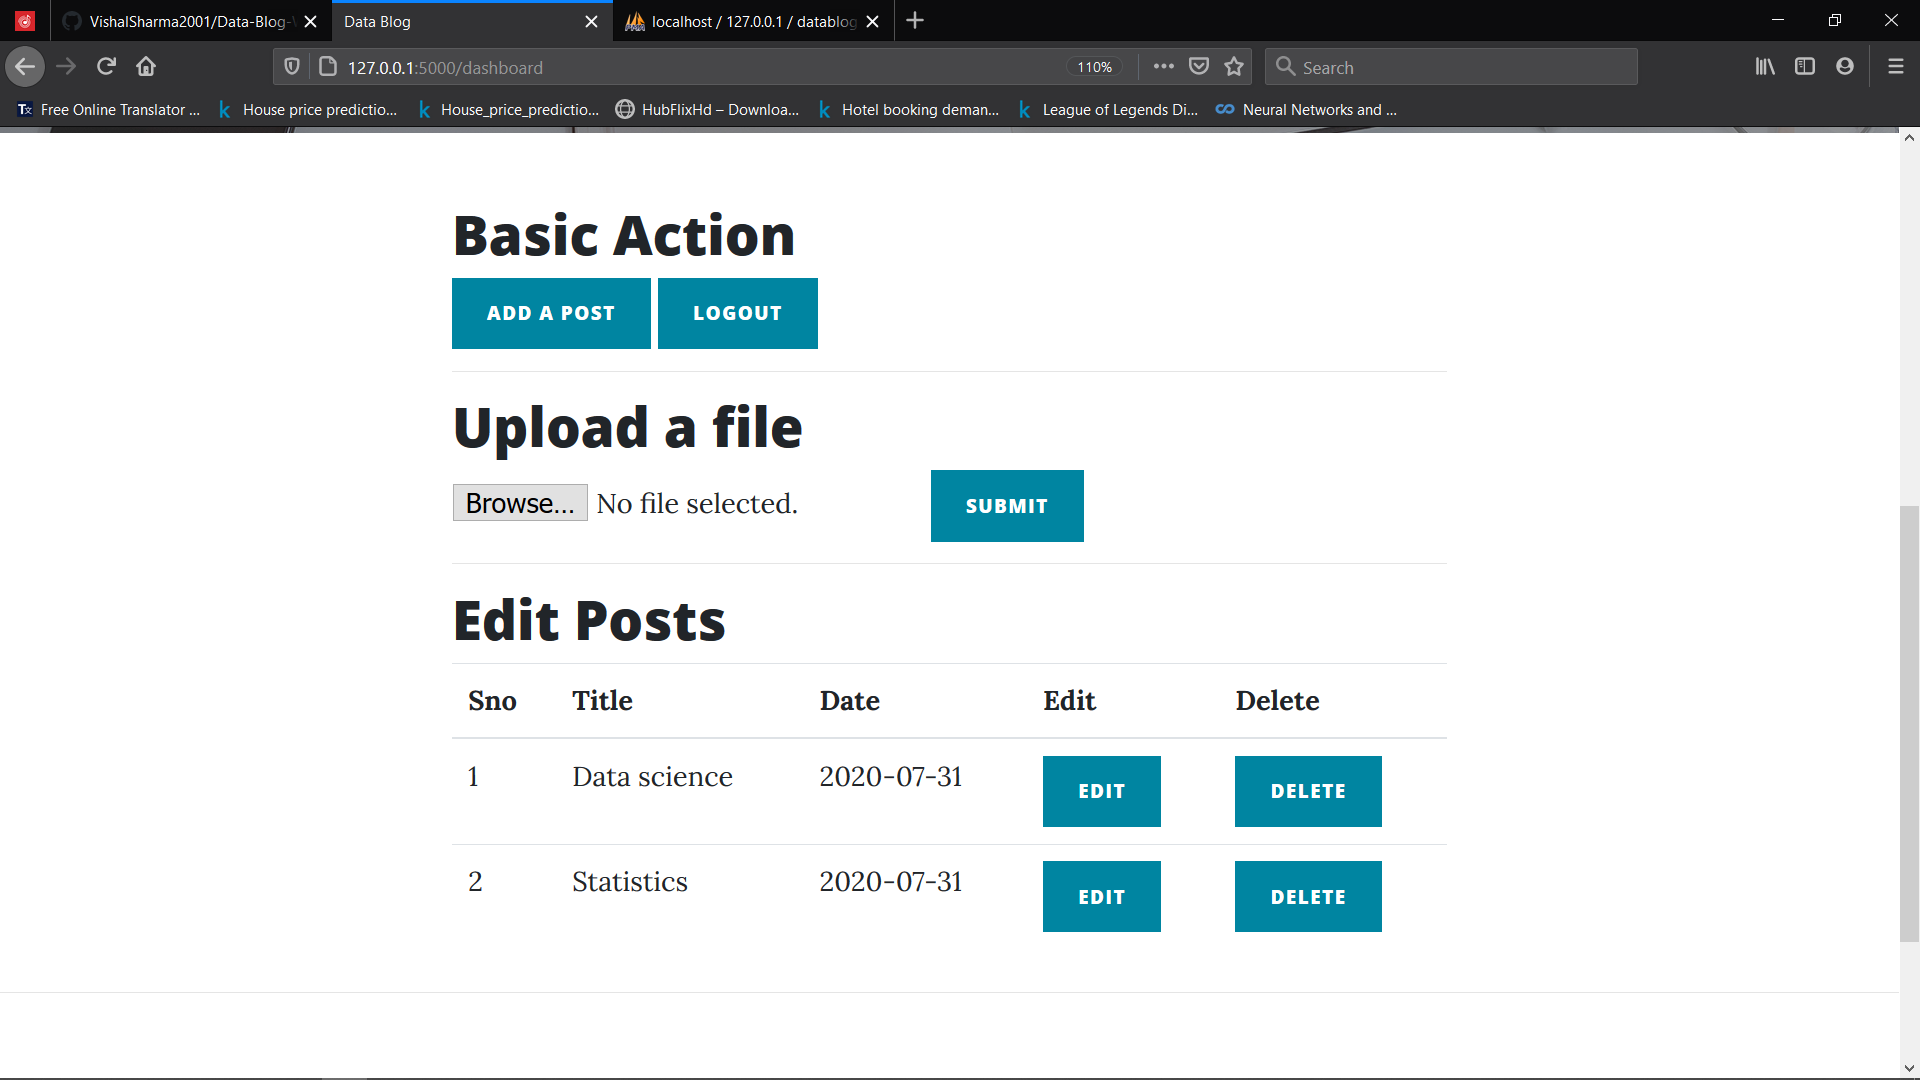 VishalSharma2001/Data-Blog-
Data Blog
localhost / 127.0.0.1 / datablog
127.0.0.1:5000/dashboard
110%
Search
Free Online Translator ...
House price predictio...
House_price_predictio...
HubFlixHd – Downloa...
Hotel booking deman...
League of Legends Di...
Neural Networks and ...
Basic Action
ADD A POST LOGOUT
Upload a file
Browse... No file selected. SUBMIT
Edit Posts
Sno Title Date Edit Delete
1 Data science 2020-07-31 EDIT DELETE
2 Statistics 2020-07-31 EDIT DELETE